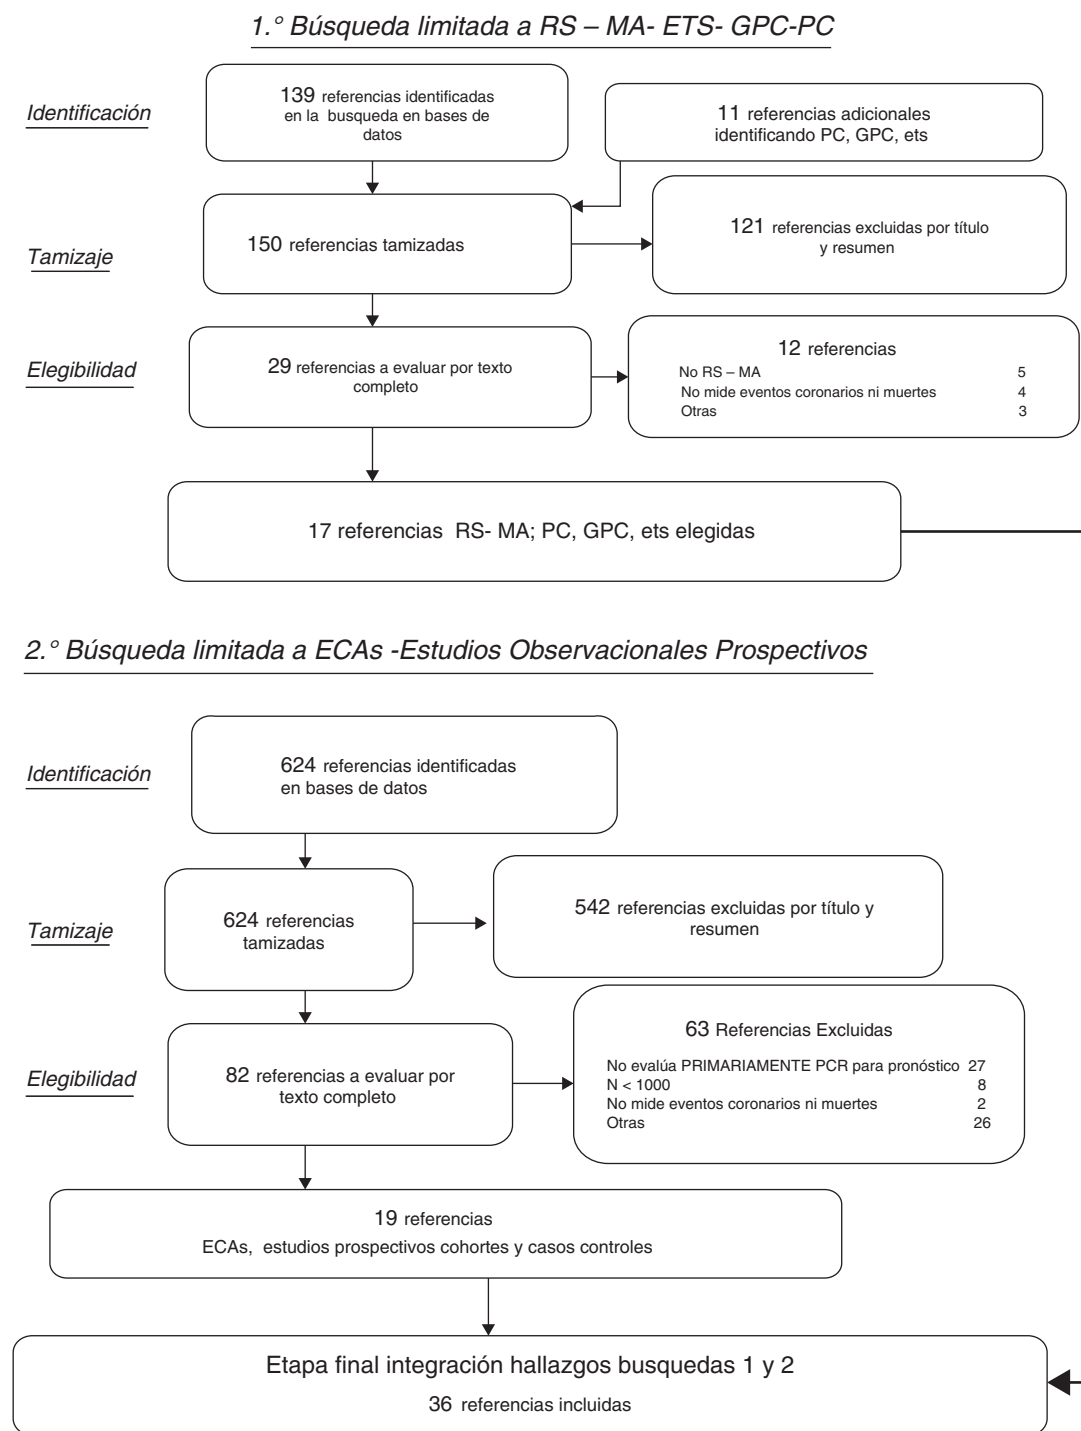 1.° Búsqueda limitada a RS – MA- ETS- GPC-PC
Identificación
139 referencias identificadas
en la busqueda en bases de
datos
11 referencias adicionales
identificando PC, GPC, ets
Tamizaje
150 referencias tamizadas
121 referencias excluidas por título
y resumen
Elegibilidad
29 referencias a evaluar por texto
completo
12 referencias
No RS – MA 5
No mide eventos coronarios ni muertes 4
Otras 3
17 referencias RS- MA; PC, GPC, ets elegidas
2.° Búsqueda limitada a ECAs -Estudios Observacionales Prospectivos
Identificación
624 referencias identificadas
en bases de datos
Tamizaje
624 referencias
tamizadas
542 referencias excluidas por título y
resumen
Elegibilidad
82 referencias a evaluar por
texto completo
63 Referencias Excluidas
No evalúa PRIMARIAMENTE PCR para pronóstico 27
N < 1000 8
No mide eventos coronarios ni muertes 2
Otras 26
19 referencias
ECAs, estudios prospectivos cohortes y casos controles
Etapa final integración hallazgos busquedas 1 y 2
36 referencias incluidas